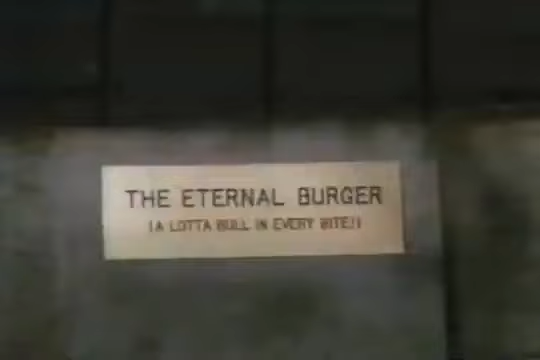 THE ETERNAL BURGER
(A LOTTA BULL IN EVERY BITE!)